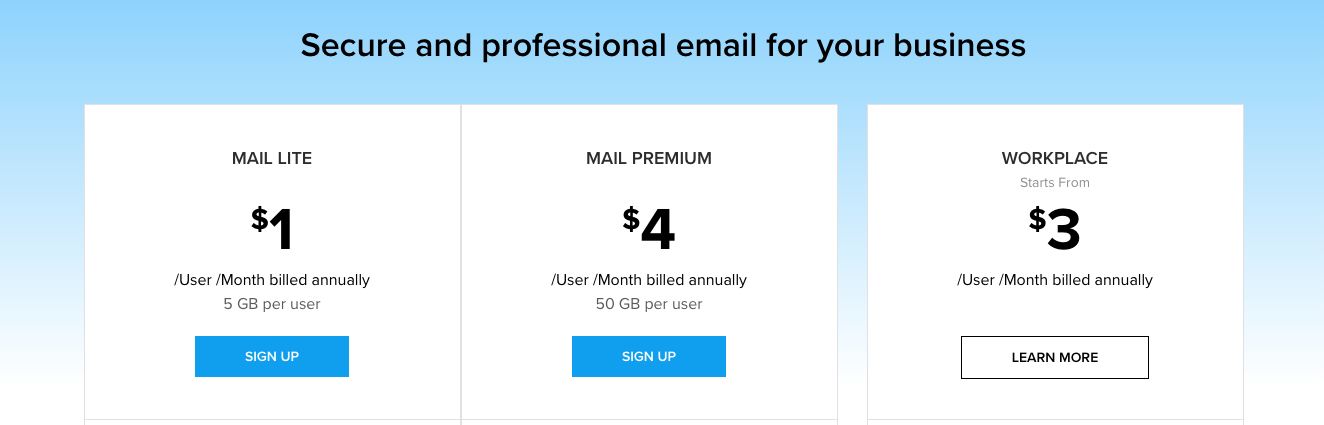 Secure and professional email for your business
MAIL LITE
$1
/User /Month billed annually
5 GB per user
SIGN UP
MAIL PREMIUM
$4
/User /Month billed annually
50 GB per user
SIGN UP
WORKPLACE
Starts From
$3
/User /Month billed annually
LEARN MORE